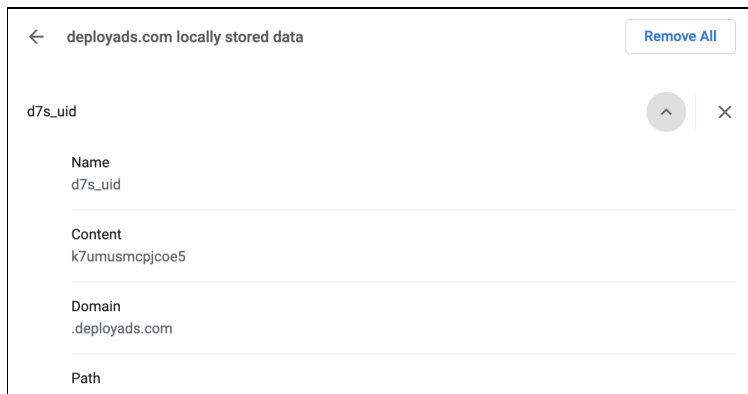 deployads.com locally stored data
Remove All
d7s_uid
Name
d7s_uid
Content
k7umusmcpjcoe5
Domain
.deployads.com
Path